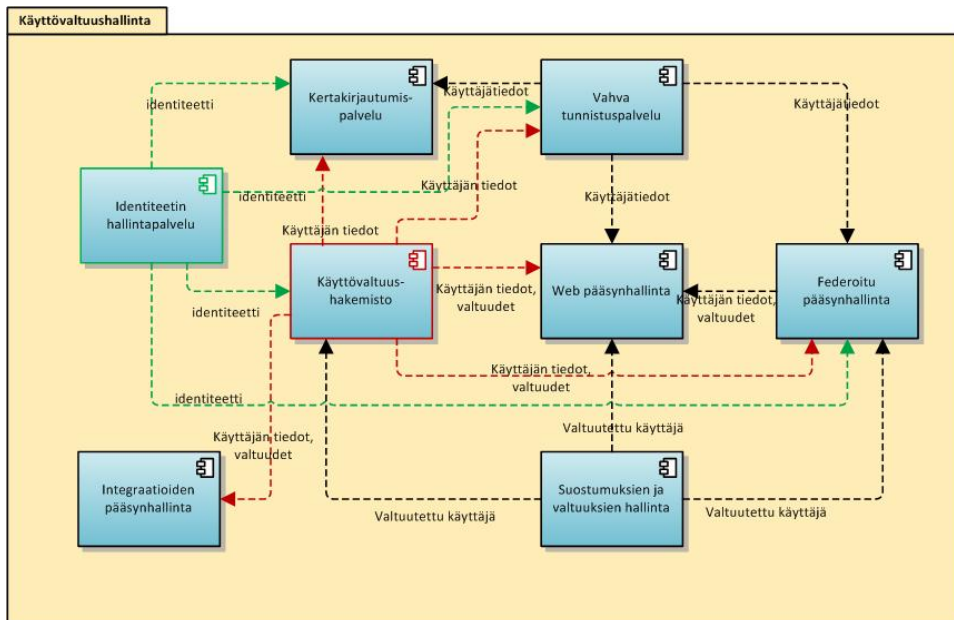 Käyttövaltuushallinta
Kertakirjautumis-
palvelu
Vahva
tunnistuspalvelu
Käyttäjätiedot
Käyttäjätiedot
identiteetti
Identiteetin
hallintapalvelu
identiteetti
Käyttäjän tiedot
Käyttäjätiedot
Käyttäjän tiedot
Käyttövaltuus-
hakemisto
Käyttäjän tiedot,
valtuudet
Web pääsynhallinta
Käyttäjän tiedot,
valtuudet
Federoitu
pääsynhallinta
identiteetti
Käyttäjän tiedot,
valtuudet
identiteetti
Käyttäjän tiedot,
valtuudet
Valtuutettu käyttäjä
Integraatioiden
pääsynhallinta
Suostumuksien ja
valtuuksien hallinta
Valtuutettu käyttäjä
Valtuutettu käyttäjä